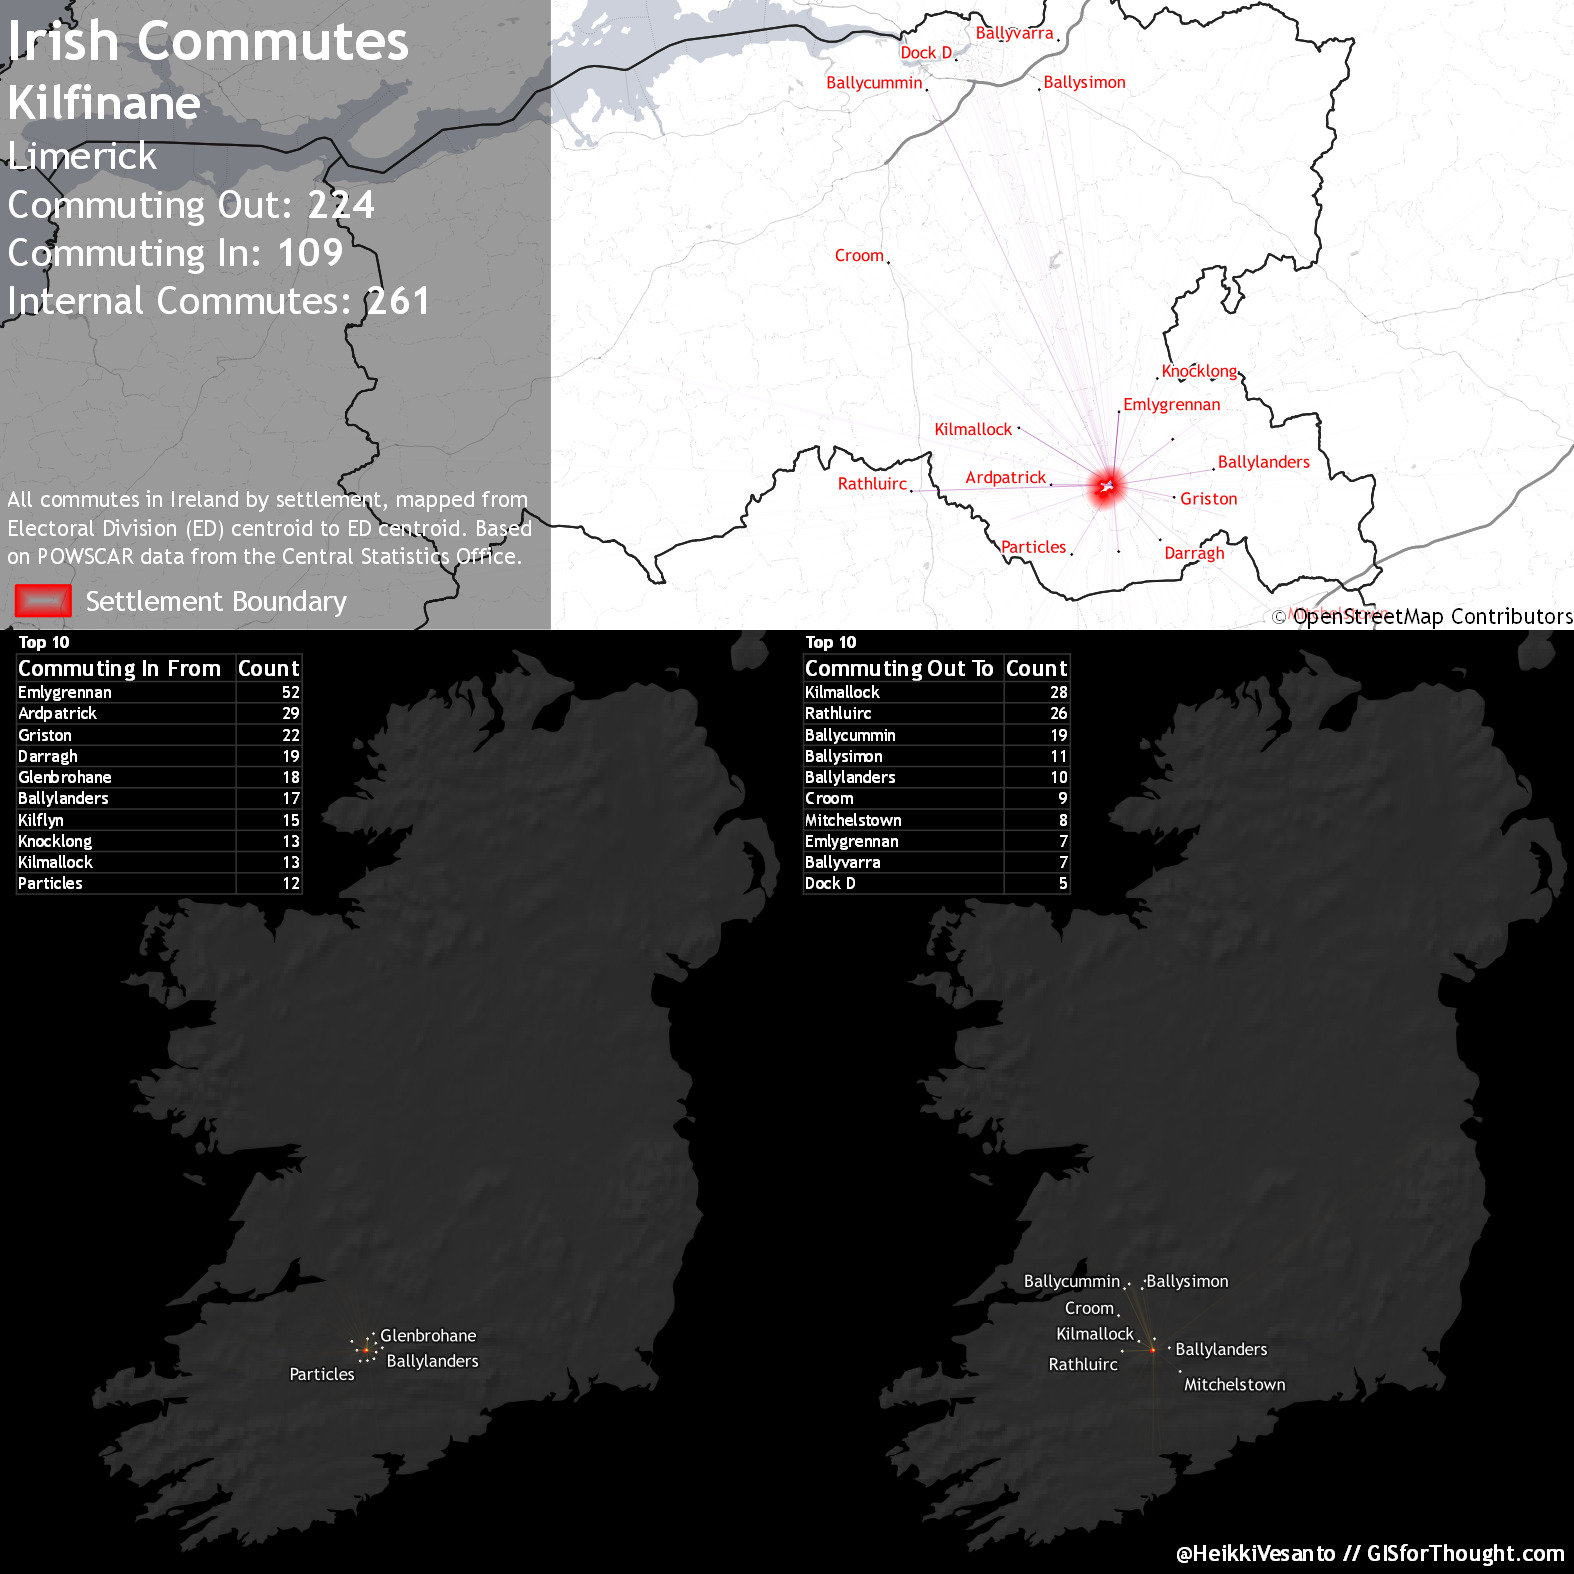 Irish Commutes
Kilfinane
Limerick
Commuting Out: 224
Commuting In: 109
Internal Commutes: 261
All commutes in Ireland by settlement, mapped from
Electoral Division (ED) centroid to ED centroid. Based
on POWSCAR data from the Central Statistics Office.
Settlement Boundary
Ballyvarra
Dock D
Ballycummin
Ballysimon
Croom
Knocklong
Emlygrennan
Kilmallock
Ballylanders
Ardpatrick
Rathluirc
Griston
Particles
Darragh
Mitchelstown
© OpenStreetMap Contributors
Top 10
Commuting In From Count
Emlygrennan 52
Ardpatrick 29
Griston 22
Darragh 19
Glenbrohane 18
Ballylanders 17
Kilflyn 15
Knocklong 13
Kilmallock 13
Particles 12
Glenbrohane
Ballylanders
Particles
Top 10
Commuting Out To Count
Kilmallock 28
Rathluirc 26
Ballycummin 19
Ballysimon 11
Ballylanders 10
Croom 9
Mitchelstown 8
Emlygrennan 7
Ballyvarra 7
Dock D 5
Ballycummin
Ballysimon
Croom
Kilmallock
Ballylanders
Rathluirc
Mitchelstown
@HeikkiVesanto // GISforThought.com